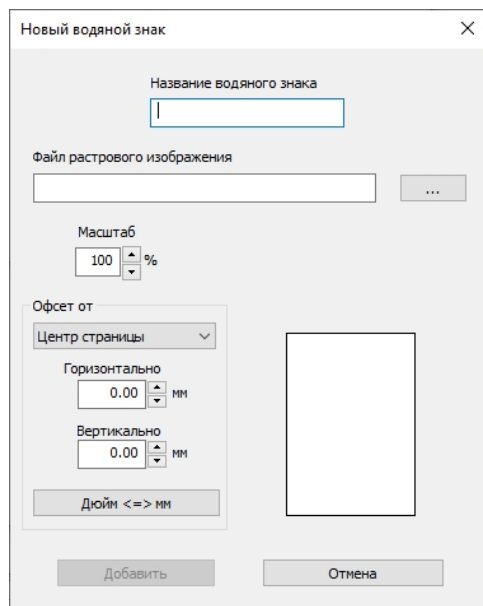 Новый водяной знак
Название водяного знака
Файл растрового изображения
...
Масштаб
100 %
Офсет от
Центр страницы
Горизонтально
0.00 мм
Вертикально
0.00 мм
Дюйм <=> мм
Добавить Отмена